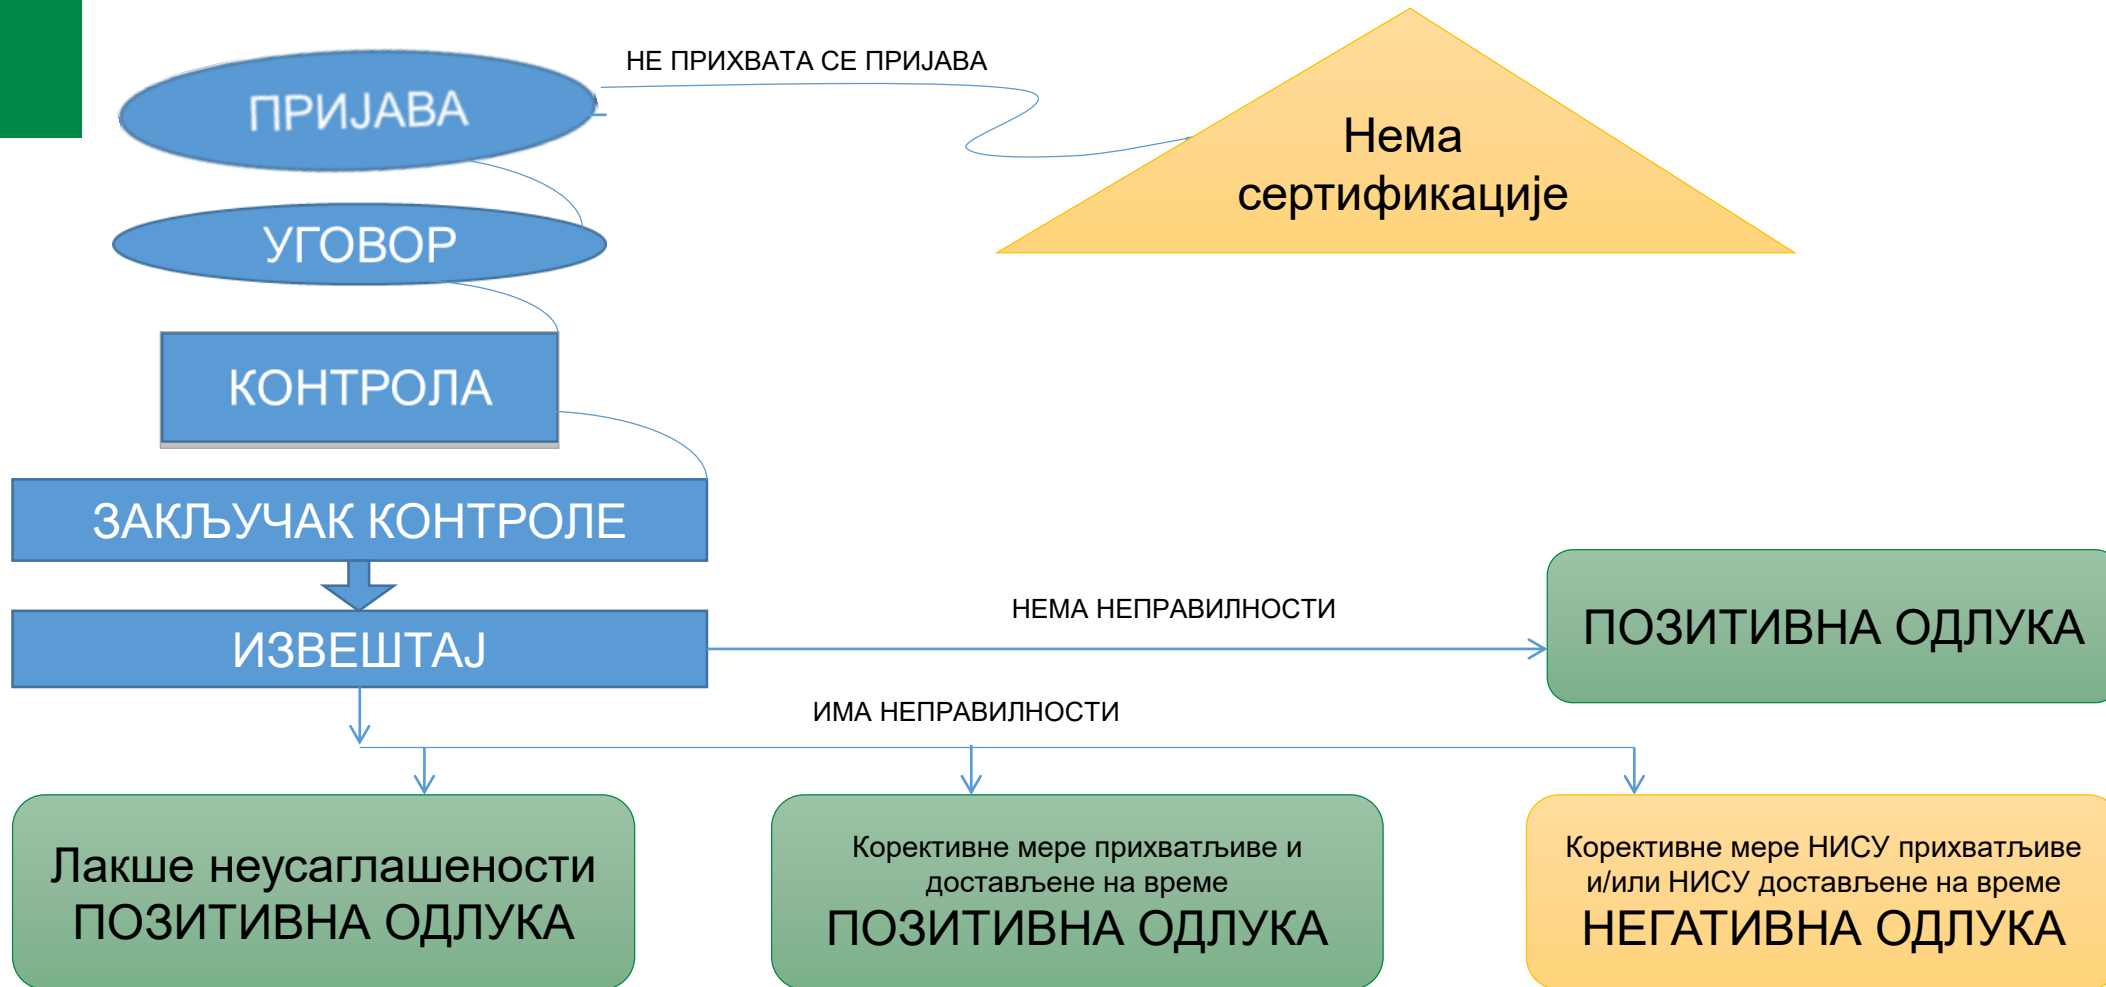 НЕ ПРИХВАТА СЕ ПРИЈАВА
ПРИЈАВА
Нема
сертификације
УГОВОР
КОНТРОЛА
ЗАКЉУЧАК КОНТРОЛЕ
НЕМА НЕПРАВИЛНОСТИ
ПОЗИТИВНА ОДЛУКА
ИЗВЕШТАЈ
ИМА НЕПРАВИЛНОСТИ
Лакше неусаглашености
ПОЗИТИВНА ОДЛУКА
Корективне мере прихватљиве и
достављене на време
ПОЗИТИВНА ОДЛУКА
Корективне мере НИСУ прихватљиве
и/или НИСУ достављене на време
НЕГАТИВНА ОДЛУКА